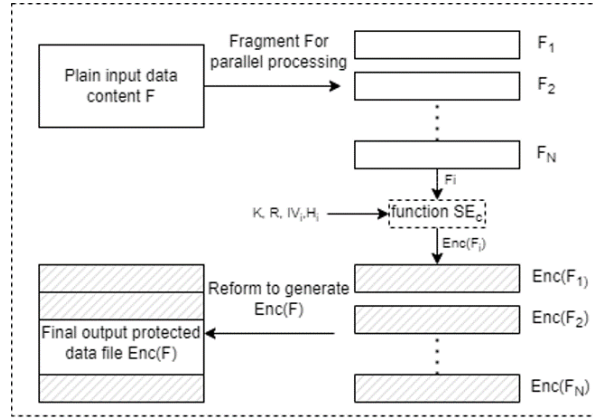 Plain input data
content F
Fragment For
parallel processing
F1
F2
FN
Fi
K, R, IVi,Hi
function SEc
Enc(Fi)
Enc(F1)
Enc(F2)
Enc(FN)
Reform to generate
Enc(F)
Final output protected
data file Enc(F)